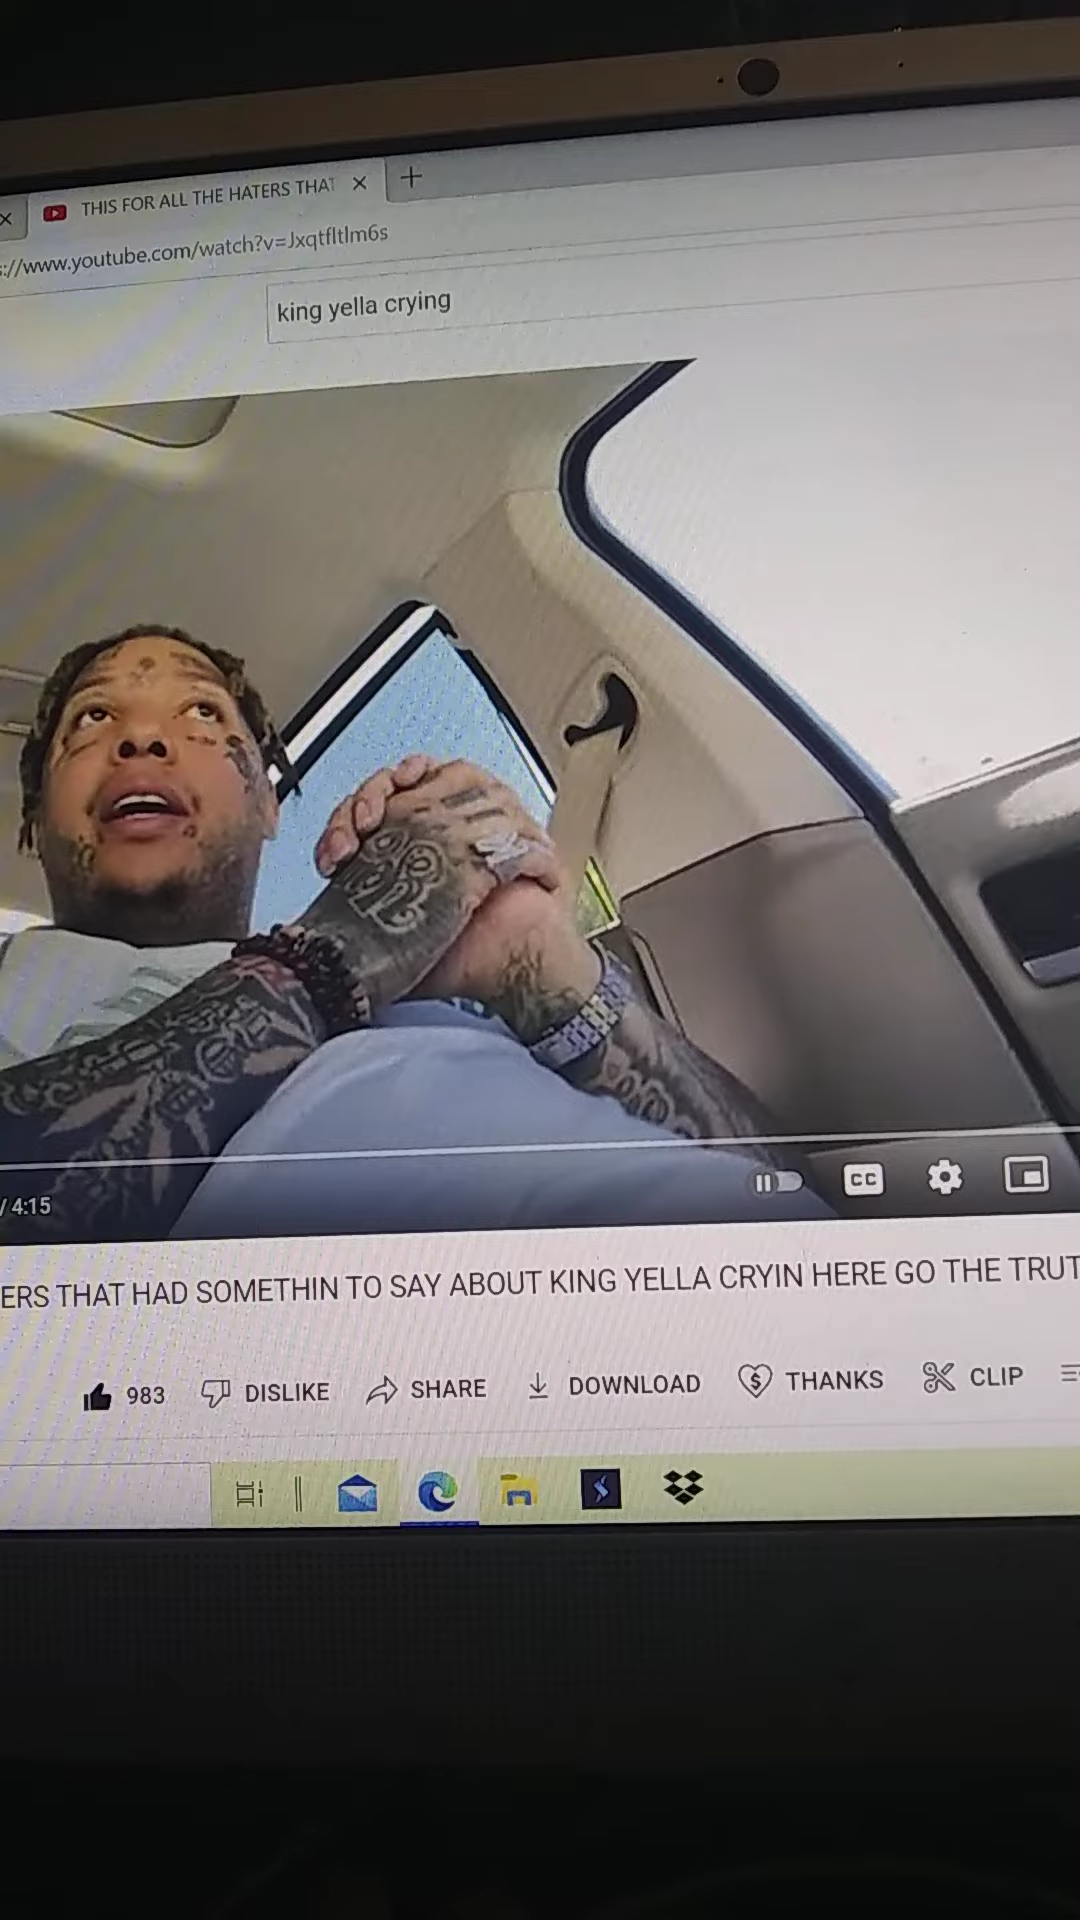 THIS FOR ALL THE HATERS THAT
://www.youtube.com/watch?v=Jxqtfltlm6s
king yella crying
/ 4:15
CC
ERS THAT HAD SOMETHIN TO SAY ABOUT KING YELLA CRYIN HERE GO THE TRUT
983 DISLIKE SHARE DOWNLOAD THANKS CLIP